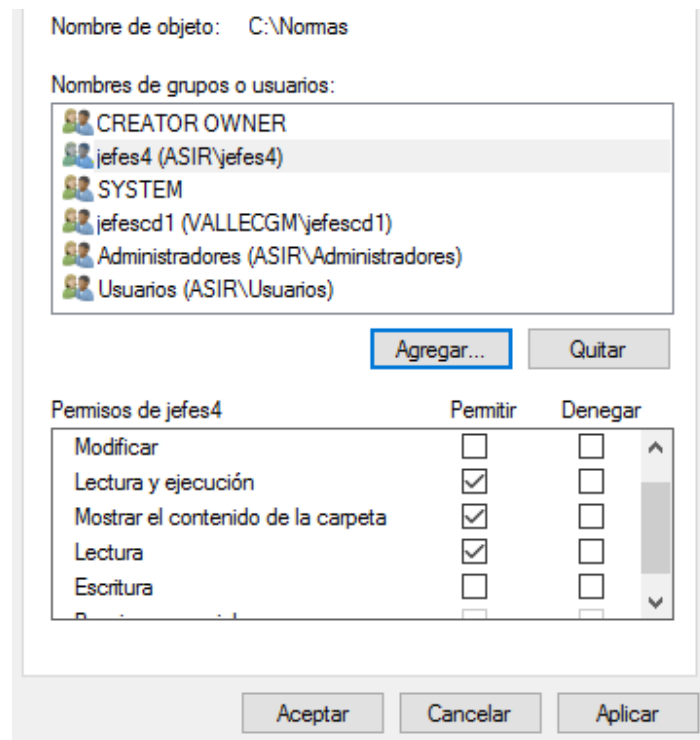 Nombre de objeto: C:\Normas
Nombres de grupos o usuarios:
CREATOR OWNER
jefes4 (ASIR\jefes4)
SYSTEM
jefescd1 (VALLECGM\jefescd1)
Administradores (ASIR\Administradores)
Usuarios (ASIR\Usuarios)
Agregar... Quitar
Permisos de jefes4 Permitir Denegar
Modificar
Lectura y ejecución
Mostrar el contenido de la carpeta
Lectura
Escritura
Aceptar Cancelar Aplicar